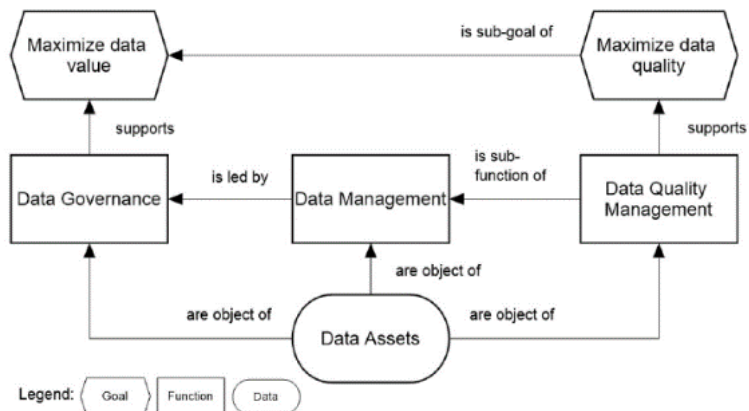 Maximize data
value
is sub-goal of
Maximize data
quality
supports
supports
Data Governance
is led by
Data Management
is sub-
function of
Data Quality
Management
are object of
are object of
Data Assets
are object of
Legend:
Goal
Function
Data